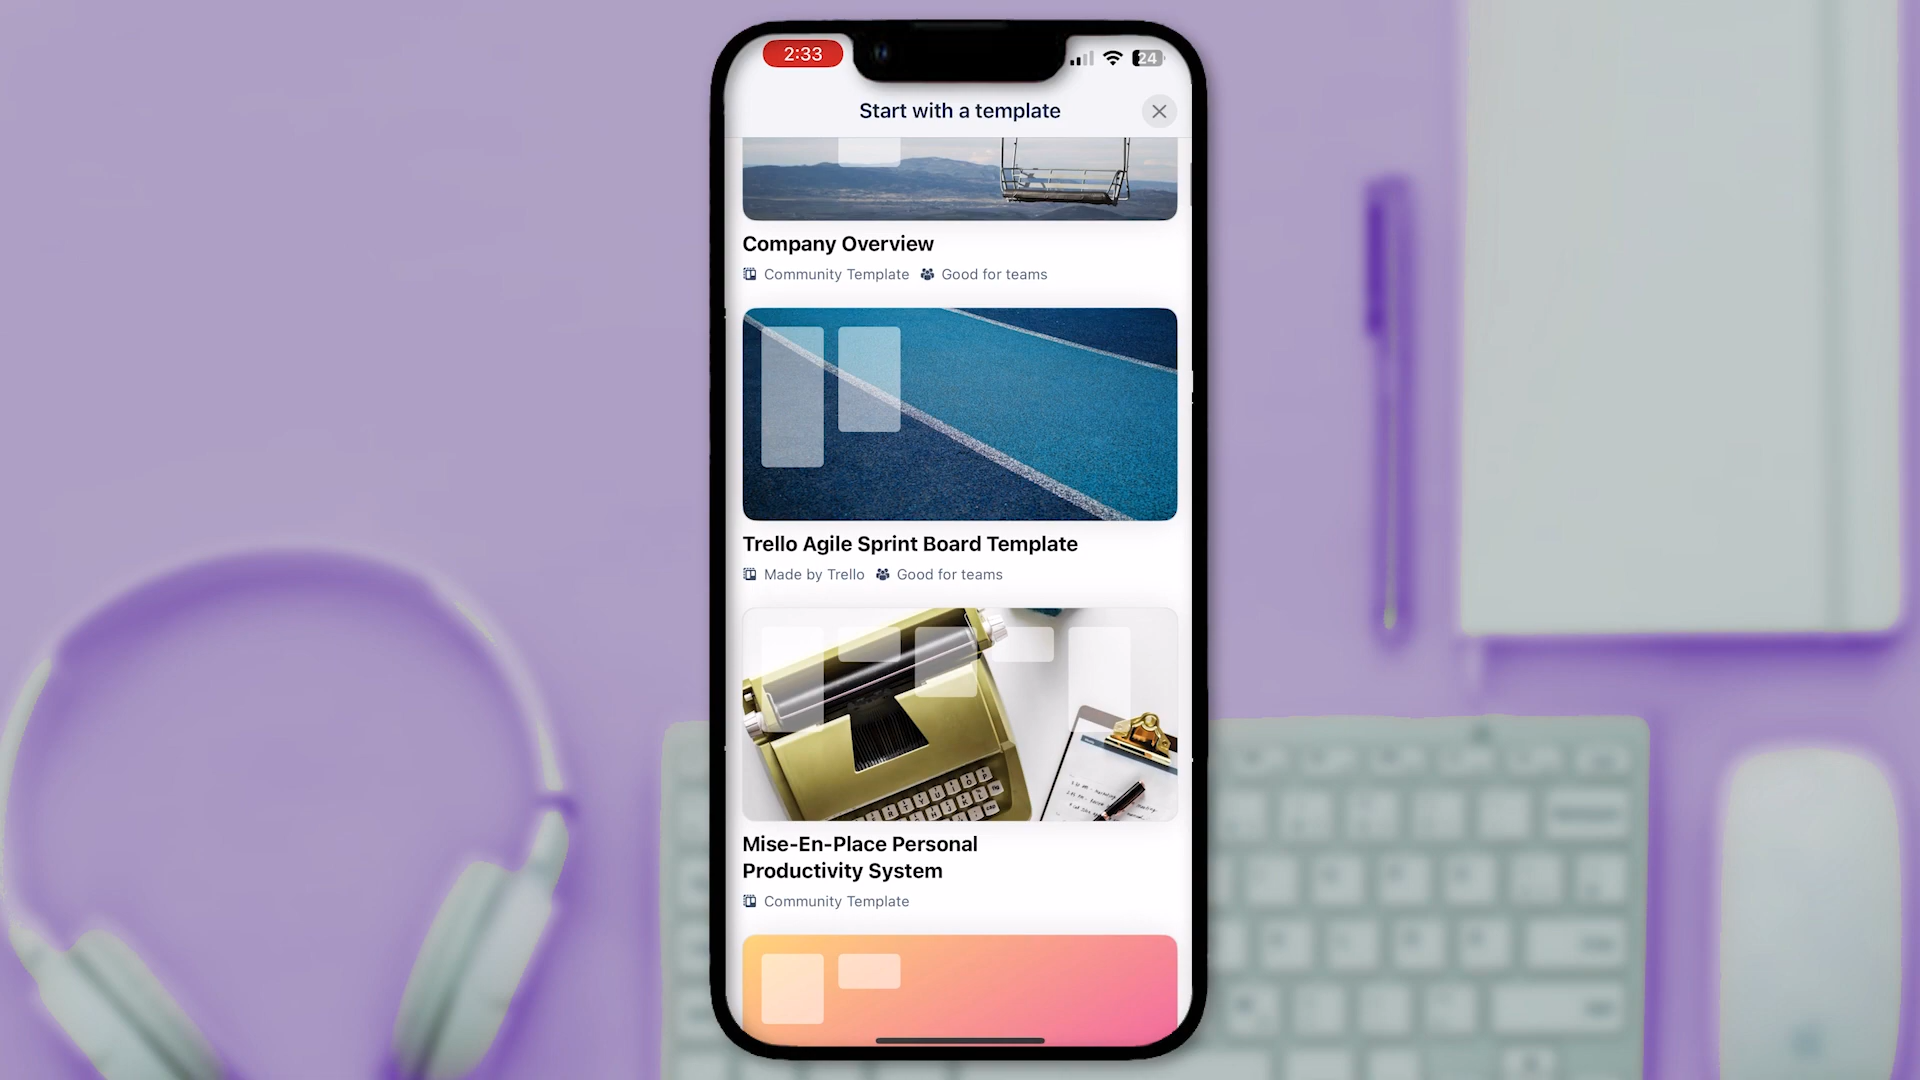 2:33
24
Start with a template
Company Overview
Community Template Good for teams
Trello Agile Sprint Board Template
Made by Trello Good for teams
Mise-En-Place Personal
Productivity System
Community Template